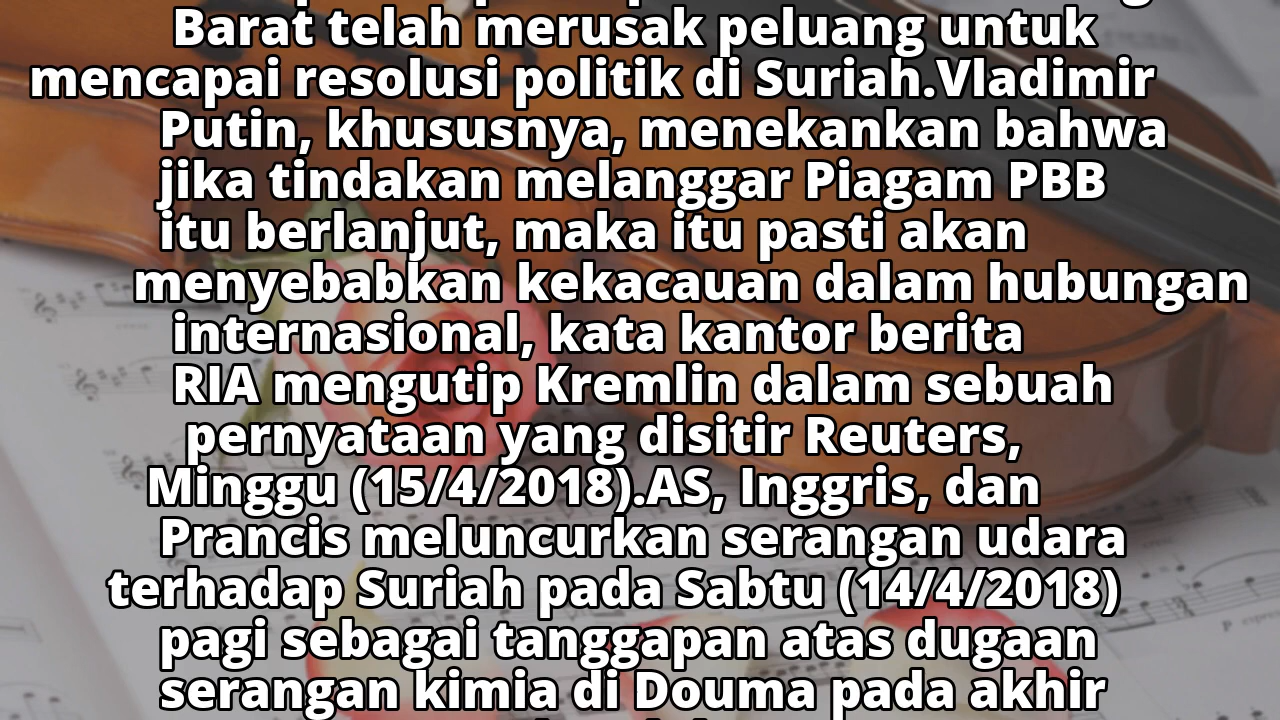 Barat telah merusak peluang untuk
mencapai resolusi politik di Suriah.Vladimir
Putin, khususnya, menekankan bahwa
jika tindakan melanggar Piagam PBB
itu berlanjut, maka itu pasti akan
menyebabkan kekacauan dalam hubungan
internasional, kata kantor berita
RIA mengutip Kremlin dalam sebuah
pernyataan yang disitir Reuters,
Minggu (15/4/2018).AS, Inggris, dan
Prancis meluncurkan serangan udara
terhadap Suriah pada Sabtu (14/4/2018)
pagi sebagai tanggapan atas dugaan
serangan kimia di Douma pada akhir